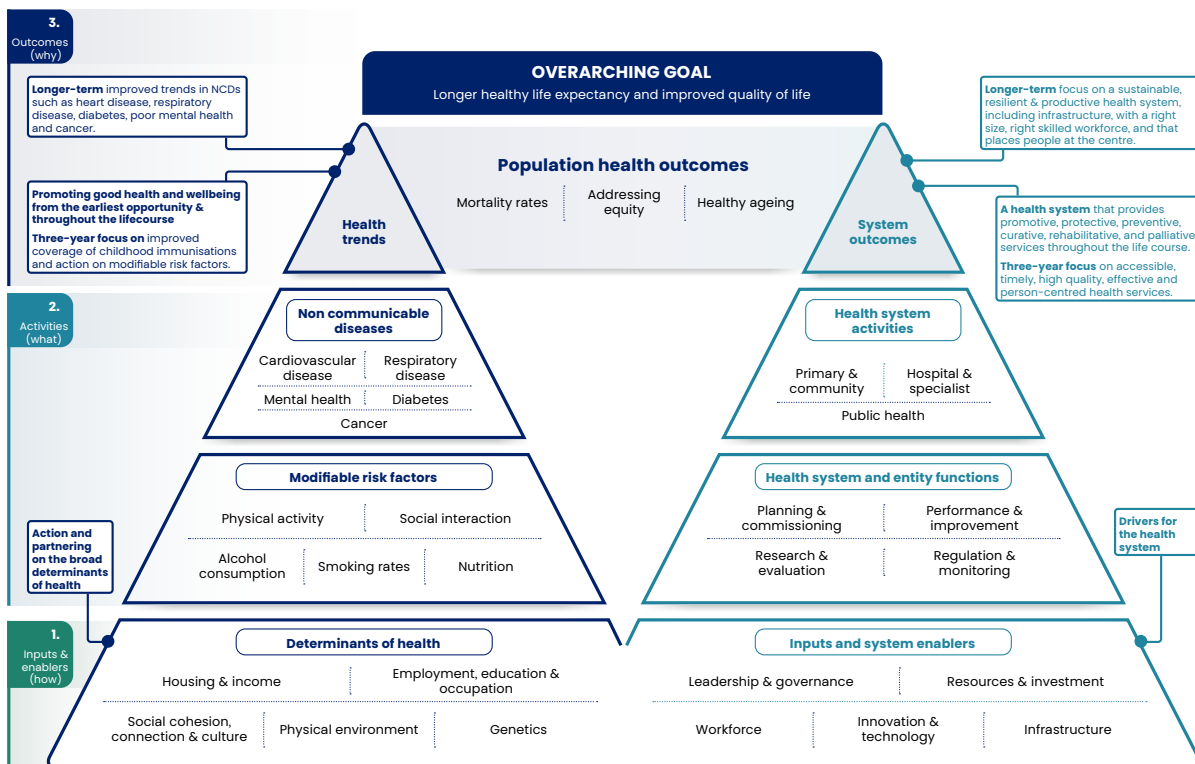 3.
Outcomes
(why)
OVERARCHING GOAL
Longer healthy life expectancy and improved quality of life
Longer-term improved trends in NCDs
such as heart disease, respiratory
disease, diabetes, poor mental health
and cancer.
Promoting good health and wellbeing
from the earliest opportunity &
throughout the lifecourse
Three-year focus on improved
coverage of childhood immunisations
and action on modifiable risk factors.
Health
trends
Population health outcomes
Mortality rates
Addressing
equity
Healthy ageing
System
outcomes
Longer-term focus on a sustainable,
resilient & productive health system,
including infrastructure, with a right
size, right skilled workforce, and that
places people at the centre.
A health system that provides
promotive, protective, preventive,
curative, rehabilitative, and palliative
services throughout the life course.
Three-year focus on accessible,
timely, high quality, effective and
person-centred health services.
2.
Activities
(what)
Non communicable
diseases
Cardiovascular
disease
Respiratory
disease
Mental health
Diabetes
Cancer
Health system
activities
Primary &
community
Hospital &
specialist
Public health
Modifiable risk factors
Physical activity
Social interaction
Alcohol
consumption
Smoking rates
Nutrition
Health system and entity functions
Planning &
commissioning
Performance &
improvement
Research &
evaluation
Regulation &
monitoring
Action and
partnering
on the broad
determinants
of health
Drivers for
the health
system
1.
Inputs &
enablers
(how)
Determinants of health
Housing & income
Employment, education &
occupation
Social cohesion,
connection & culture
Physical environment
Genetics
Inputs and system enablers
Leadership & governance
Resources & investment
Workforce
Innovation &
technology
Infrastructure